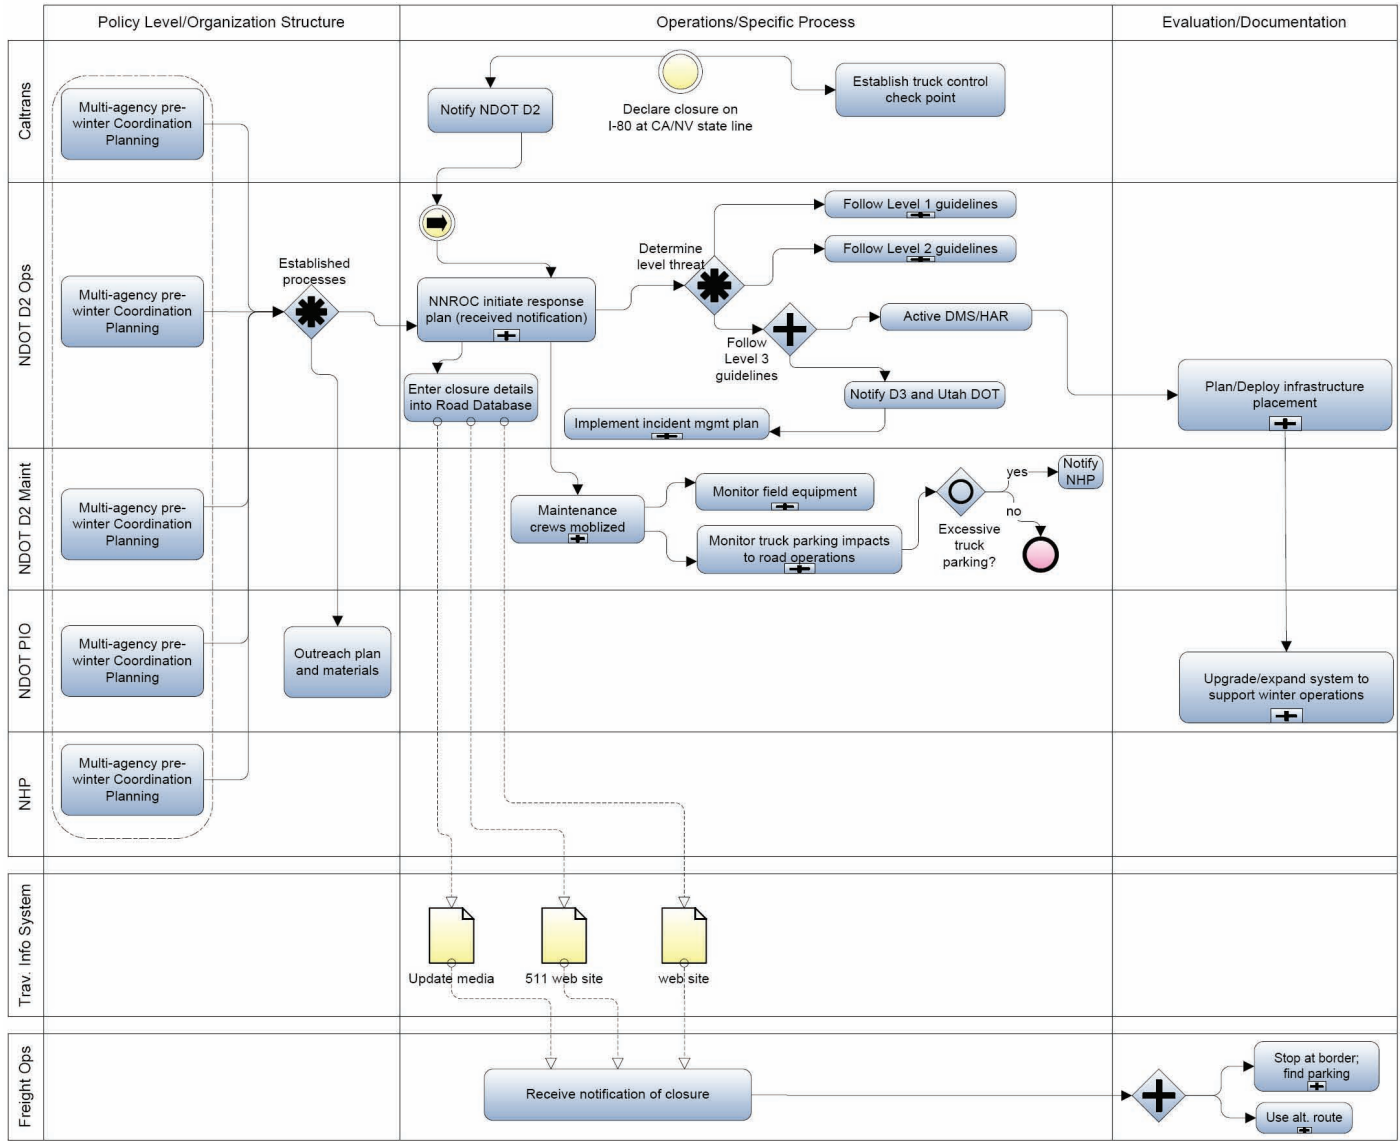 Policy Level/Organization Structure
Operations/Specific Process
Evaluation/Documentation
Caltrans
Multi-agency pre-
winter Coordination
Planning
Notify NDOT D2
Declare closure on
I-80 at CA/NV state line
Establish truck control
check point
NDOT D2 Ops
Multi-agency pre-
winter Coordination
Planning
Established
processes
NNROC initiate response
plan (received notification)
Enter closure details
into Road Database
Determine
level threat
Follow Level 1 guidelines
Follow Level 2 guidelines
Follow
Level 3
guidelines
Active DMS/HAR
Notify D3 and Utah DOT
Implement incident mgmt plan
Plan/Deploy infrastructure
placement
NDOT D2 Maint
Multi-agency pre-
winter Coordination
Planning
Maintenance
crews moblized
Monitor field equipment
Monitor truck parking impacts
to road operations
Excessive
truck
parking?
yes
no
Notify
NHP
NDOT PIO
Multi-agency pre-
winter Coordination
Planning
Outreach plan
and materials
Upgrade/expand system to
support winter operations
NHP
Multi-agency pre-
winter Coordination
Planning
Trav. Info System
Update media
511 web site
web site
Freight Ops
Receive notification of closure
Stop at border;
find parking
Use alt. route